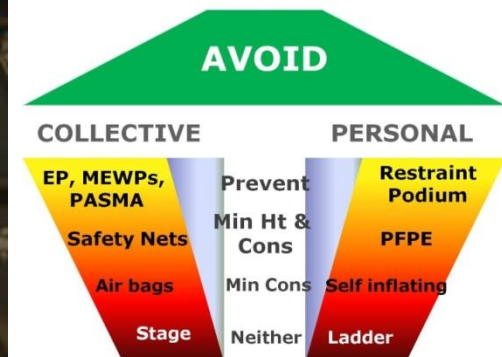 AVOID
COLLECTIVE
PERSONAL
EP, MEWPs,
PASMA
Prevent
Restraint
Podium
Safety Nets
Min Ht &
Cons
PFPE
Air bags
Min Cons
Self inflating
Stage
Neither
Ladder